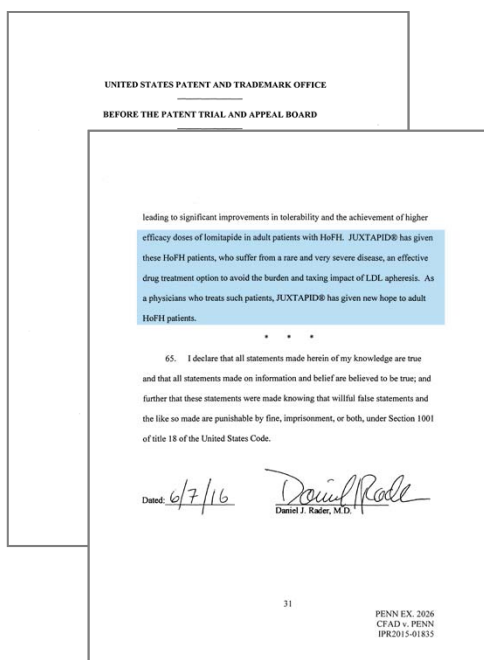 UNITED STATES PATENT AND TRADEMARK OFFICE
BEFORE THE PATENT TRIAL AND APPEAL BOARD
leading to significant improvements in tolerability and the achievement of higher
efficacy doses of lomitapide in adult patients with HoFH. JUXTAPID® has given
these HoFH patients, who suffer from a rare and very severe disease, an effective
drug treatment option to avoid the burden and taxing impact of LDL apheresis. As
a physicians who treats such patients, JUXTAPID® has given new hope to adult
HoFH patients.
* * *
65. I declare that all statements made herein of my knowledge are true
and that all statements made on information and belief are believed to be true; and
further that these statements were made knowing that willful false statements and
the like so made are punishable by fine, imprisonment, or both, under Section 1001
of title 18 of the United States Code.
Dated: 6/7/16 Daniel J Rade
Daniel J. Rader, M.D.
31
PENN EX. 2026
CFAD v. PENN
IPR2015-01835